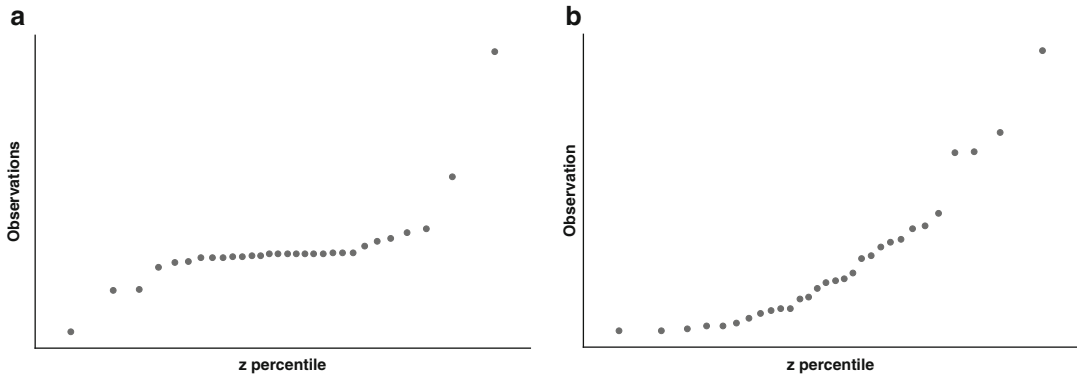 a
Observations
z percentile
b
Observation
z percentile